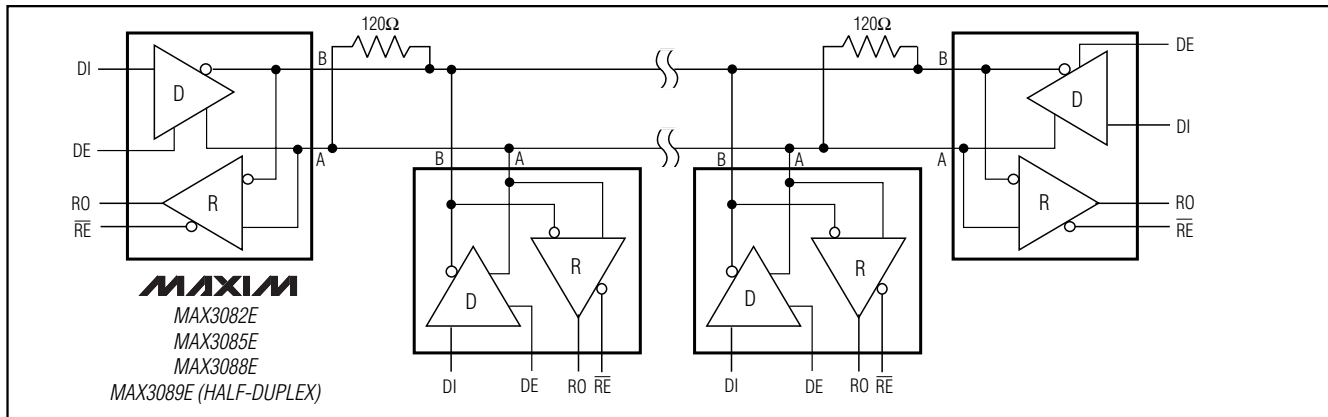 120Ω
120Ω
B
B
DI
D
DE
D
DI
DE
A
B
A
B
A
A
RO
R
RE
R
RO
RE
D
R
D
R
MAXIM
MAX3082E
MAX3085E
MAX3088E
MAX3089E (HALF-DUPLEX)
DI
DE
RO
RE
DI
DE
RO
RE